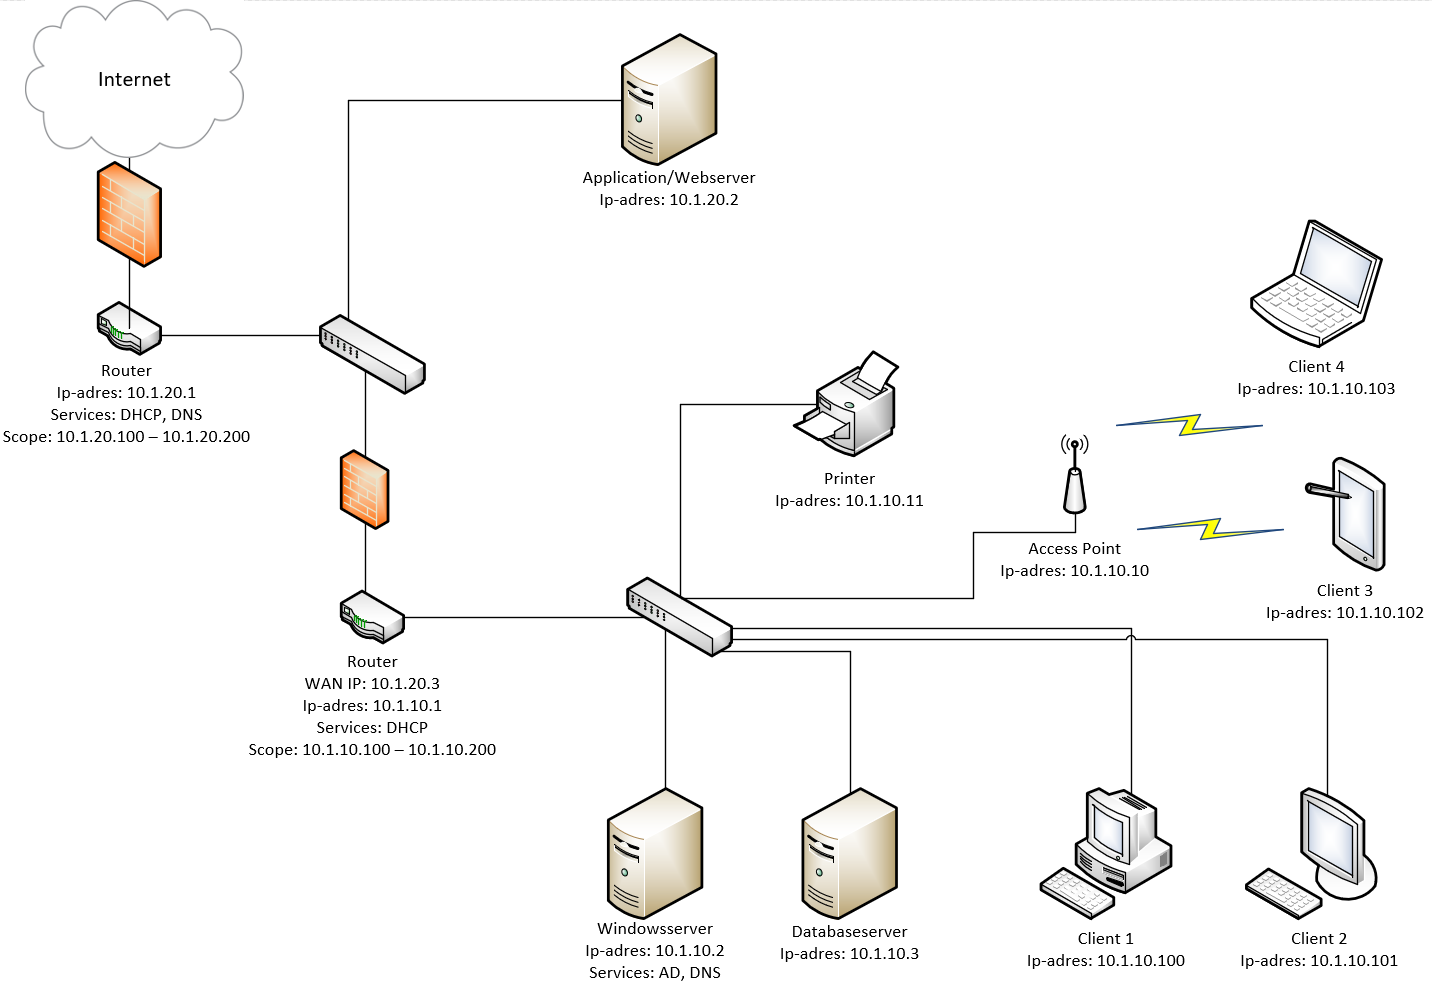 Internet
Application/Webserver
Ip-adres: 10.1.20.2
Router
Ip-adres: 10.1.20.1
Services: DHCP, DNS
Scope: 10.1.20.100 – 10.1.20.200
Client 4
Ip-adres: 10.1.10.103
Printer
Ip-adres: 10.1.10.11
Access Point
Ip-adres: 10.1.10.10
Client 3
Ip-adres: 10.1.10.102
Router
WAN IP: 10.1.20.3
Ip-adres: 10.1.10.1
Services: DHCP
Scope: 10.1.10.100 – 10.1.10.200
Windowsserver
Ip-adres: 10.1.10.2
Services: AD, DNS
Databaseserver
Ip-adres: 10.1.10.3
Client 1
Ip-adres: 10.1.10.100
Client 2
Ip-adres: 10.1.10.101